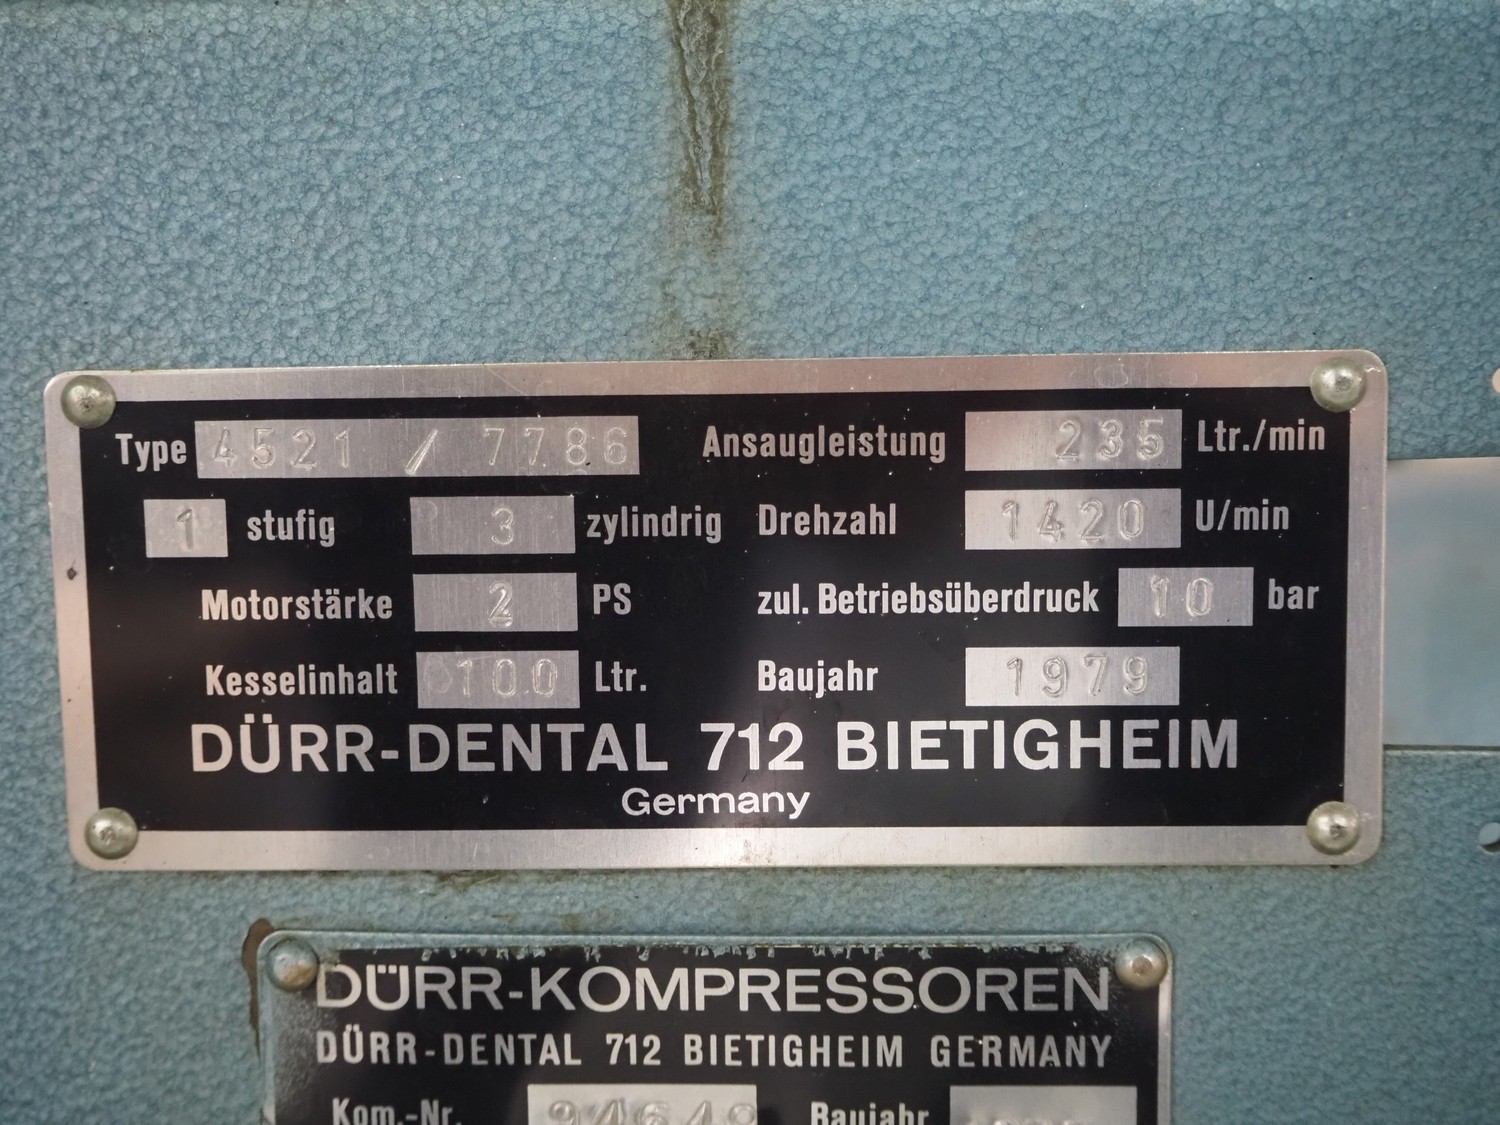 Type 4521 / 7786 Ansaugleistung 235 Ltr./min
1 stufig 3 zylindrig Drehzahl 1420 U/min
Motorstärke 2 PS zul. Betriebsüberdruck 10 bar
Kesselinhalt 100 Ltr. Baujahr 1979
DÜRR-DENTAL 712 BIETIGHEIM
Germany
DÜRR-KOMPRESSOREN
DÜRR-DENTAL 712 BIETIGHEIM GERMANY
Kom.-Nr. Baujahr